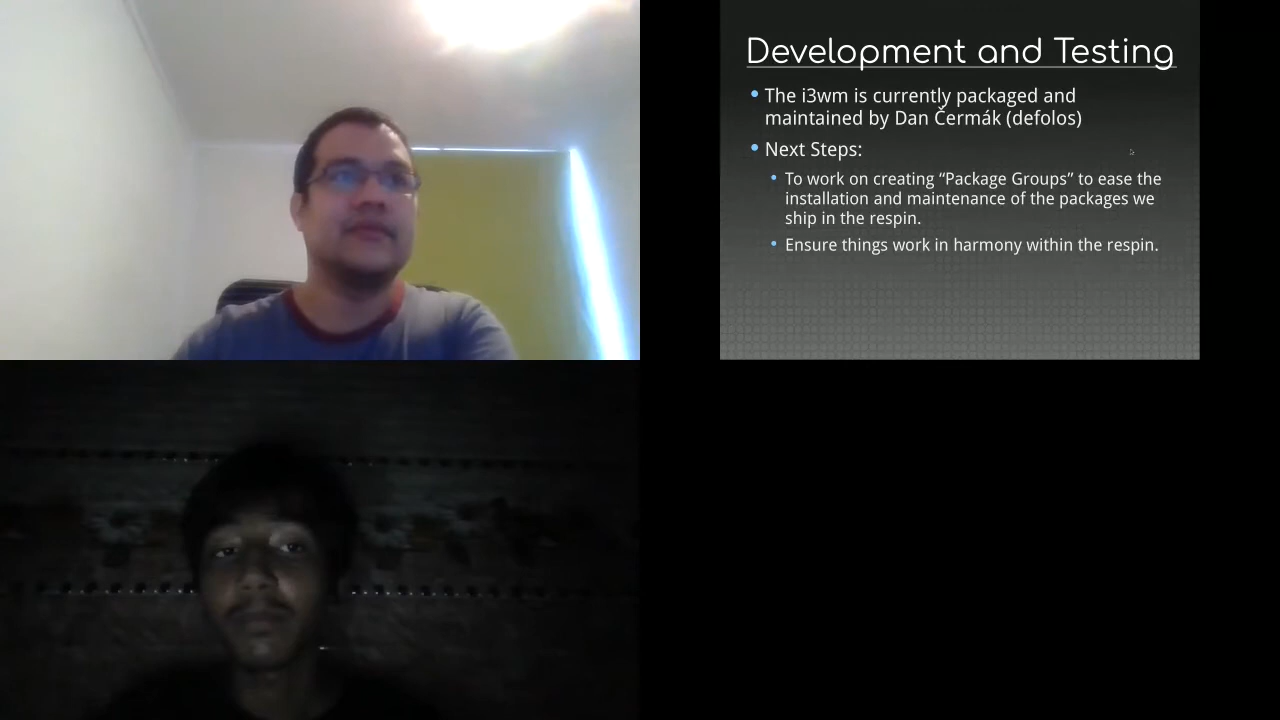 Development and Testing
The i3wm is currently packaged and
maintained by Dan Čermák (defolos)
Next Steps:
To work on creating “Package Groups” to ease the
installation and maintenance of the packages we
ship in the respin.
Ensure things work in harmony within the respin.